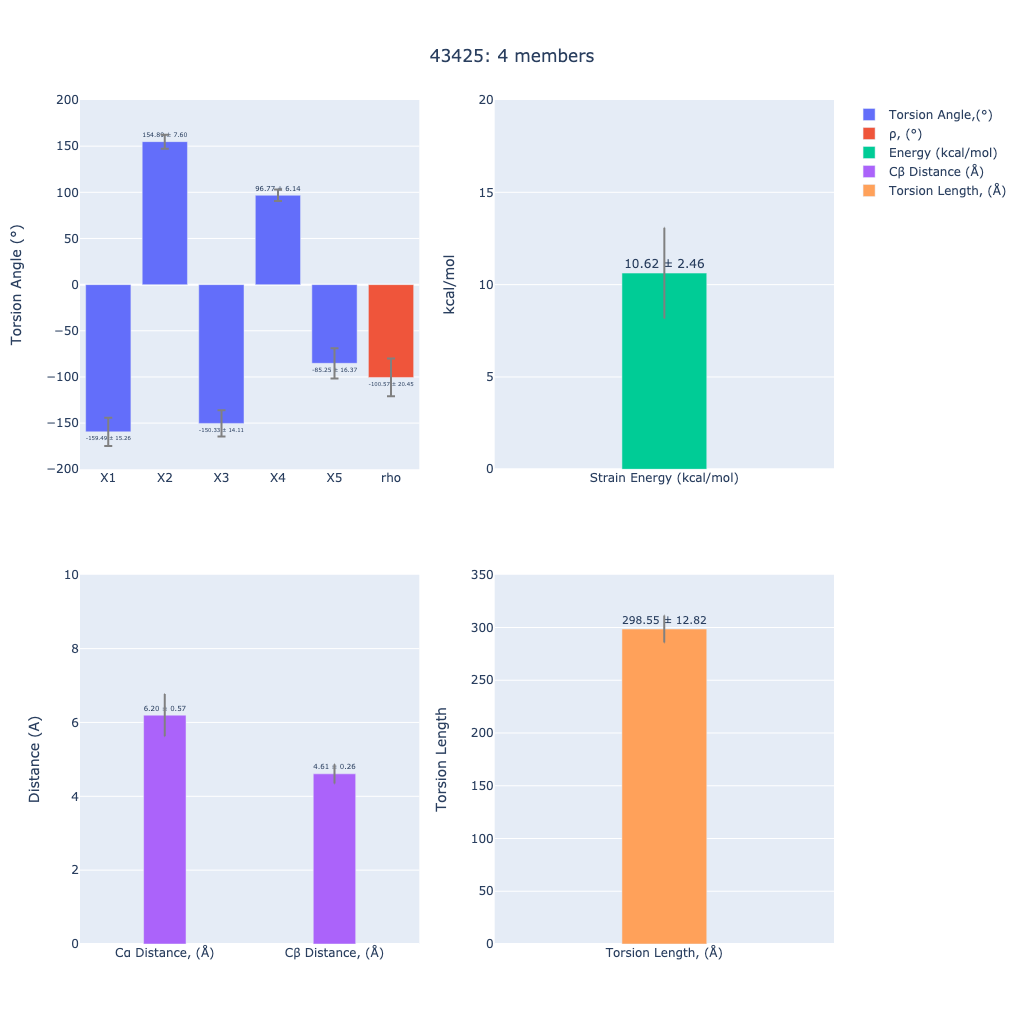 43425: 4 members
200
150
100
50
0
−50
−100
−150
−200
Torsion Angle (°)
154.89 ± 7.60
96.77 ± 6.14
-159.49 ± 15.26
-150.33 ± 14.11
-85.25 ± 16.37
-100.57 ± 20.45
X1 X2 X3 X4 X5 rho
20
15
10
5
0
kcal/mol
10.62 ± 2.46
Strain Energy (kcal/mol)
Torsion Angle,(°)
ρ, (°)
Energy (kcal/mol)
Cβ Distance (Å)
Torsion Length, (Å)
10
8
6
4
2
0
Distance (A)
6.20 ± 0.57
4.61 ± 0.26
Cα Distance, (Å) Cβ Distance, (Å)
350
300
250
200
150
100
50
0
Torsion Length
298.55 ± 12.82
Torsion Length, (Å)